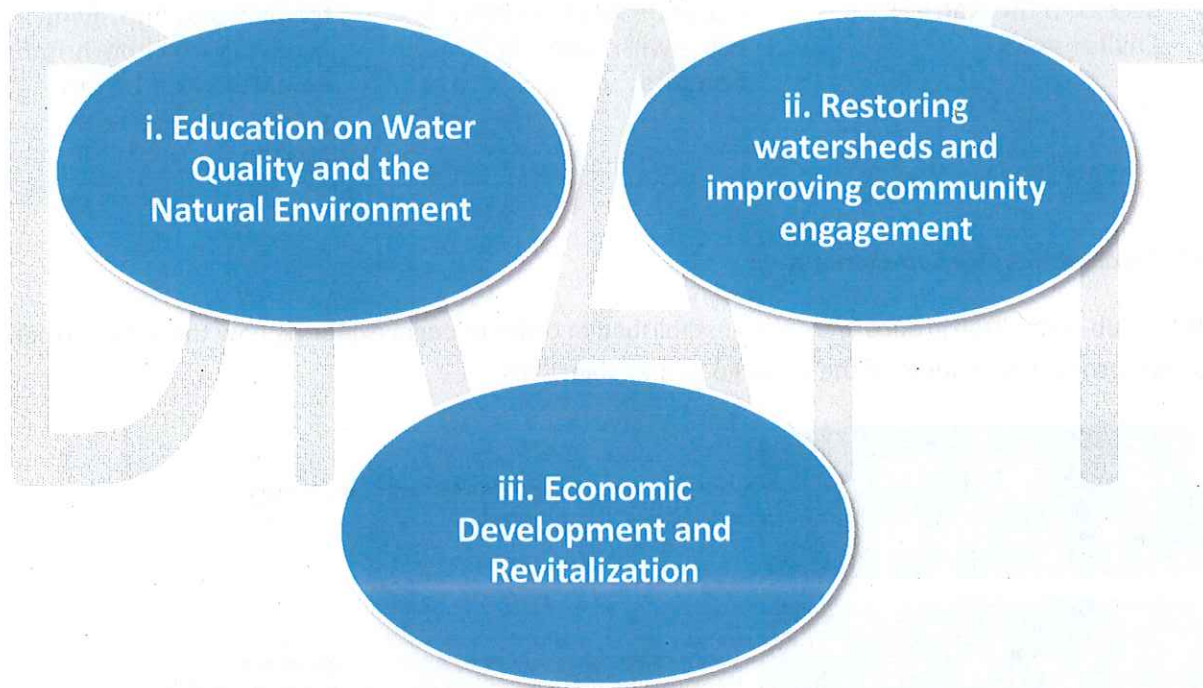 DRAFT
i. Education on Water
Quality and the
Natural Environment
ii. Restoring
watersheds and
improving community
engagement
iii. Economic
Development and
Revitalization